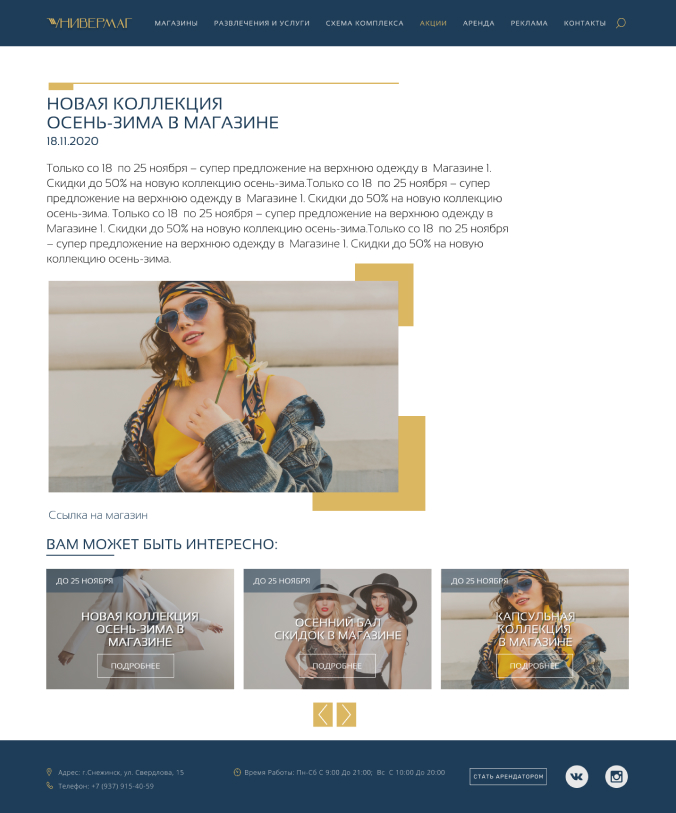 УНИВЕРМАГ
МАГАЗИНЫ РАЗВЛЕЧЕНИЯ И УСЛУГИ СХЕМА КОМПЛЕКСА АКЦИИ АРЕНДА РЕКЛАМА КОНТАКТЫ
НОВАЯ КОЛЛЕКЦИЯ
ОСЕНЬ-ЗИМА В МАГАЗИНЕ
18.11.2020
Только со 18 по 25 ноября – супер предложение на верхнюю одежду в Магазине 1.
Скидки до 50% на новую коллекцию осень-зима.Только со 18 по 25 ноября – супер
предложение на верхнюю одежду в Магазине 1. Скидки до 50% на новую коллекцию
осень-зима. Только со 18 по 25 ноября – супер предложение на верхнюю одежду в
Магазине 1. Скидки до 50% на новую коллекцию осень-зима.Только со 18 по 25 ноября
– супер предложение на верхнюю одежду в Магазине 1. Скидки до 50% на новую
коллекцию осень-зима.
Ссылка на магазин
ВАМ МОЖЕТ БЫТЬ ИНТЕРЕСНО:
ДО 25 НОЯБРЯ
НОВАЯ КОЛЛЕКЦИЯ
ОСЕНЬ-ЗИМА В
МАГАЗИНЕ
ПОДРОБНЕЕ
ДО 25 НОЯБРЯ
ОСЕННИЙ БАЛ
СКИДОК В МАГАЗИНЕ
ПОДРОБНЕЕ
ДО 25 НОЯБРЯ
КАПСУЛЬНАЯ
КОЛЛЕКЦИЯ
В МАГАЗИНЕ
ПОДРОБНЕЕ
Адрес: г.Снежинск, ул. Свердлова, 15
Телефон: +7 (937) 915-40-59
Время Работы: Пн-Сб С 9:00 До 21:00; Вс С 10:00 До 20:00
СТАТЬ АРЕНДАТОРОМ